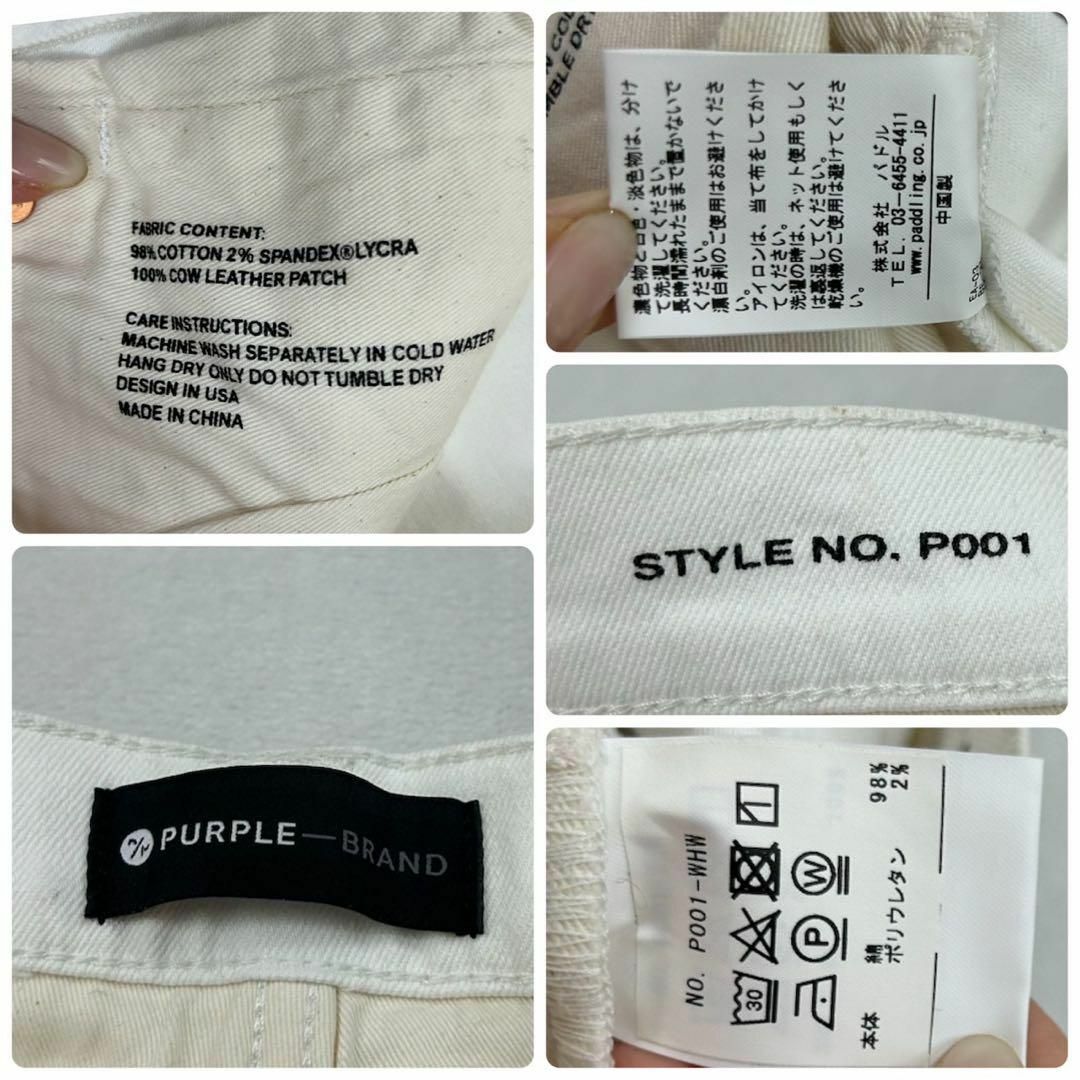 FABRIC CONTENT:
98% COTTON 2% SPANDEX®LYCRA
100% COW LEATHER PATCH
CARE INSTRUCTIONS:
MACHINE WASH SEPARATELY IN COLD WATER
HANG DRY ONLY DO NOT TUMBLE DRY
DESIGN IN USA
MADE IN CHINA
濃色物と白色・淡色物は、分け
て洗濯してください。
長時間濡れたままで置かないで
ください。
漂白剤のご使用はお避けくださ
い。
アイロンは、当て布をしてかけ
てください。
洗濯の時は、ネット使用もしく
は裏返してください。
乾燥機のご使用は避けてくださ
い。
株式会社 パドル
TEL. 03-6455-4411
www.paddling.co.jp
中国製
STYLE NO. P001
PURPLE—BRAND
NO. P001-WHW
30
P
W
本体 綿 98%
ポリウレタン 2%